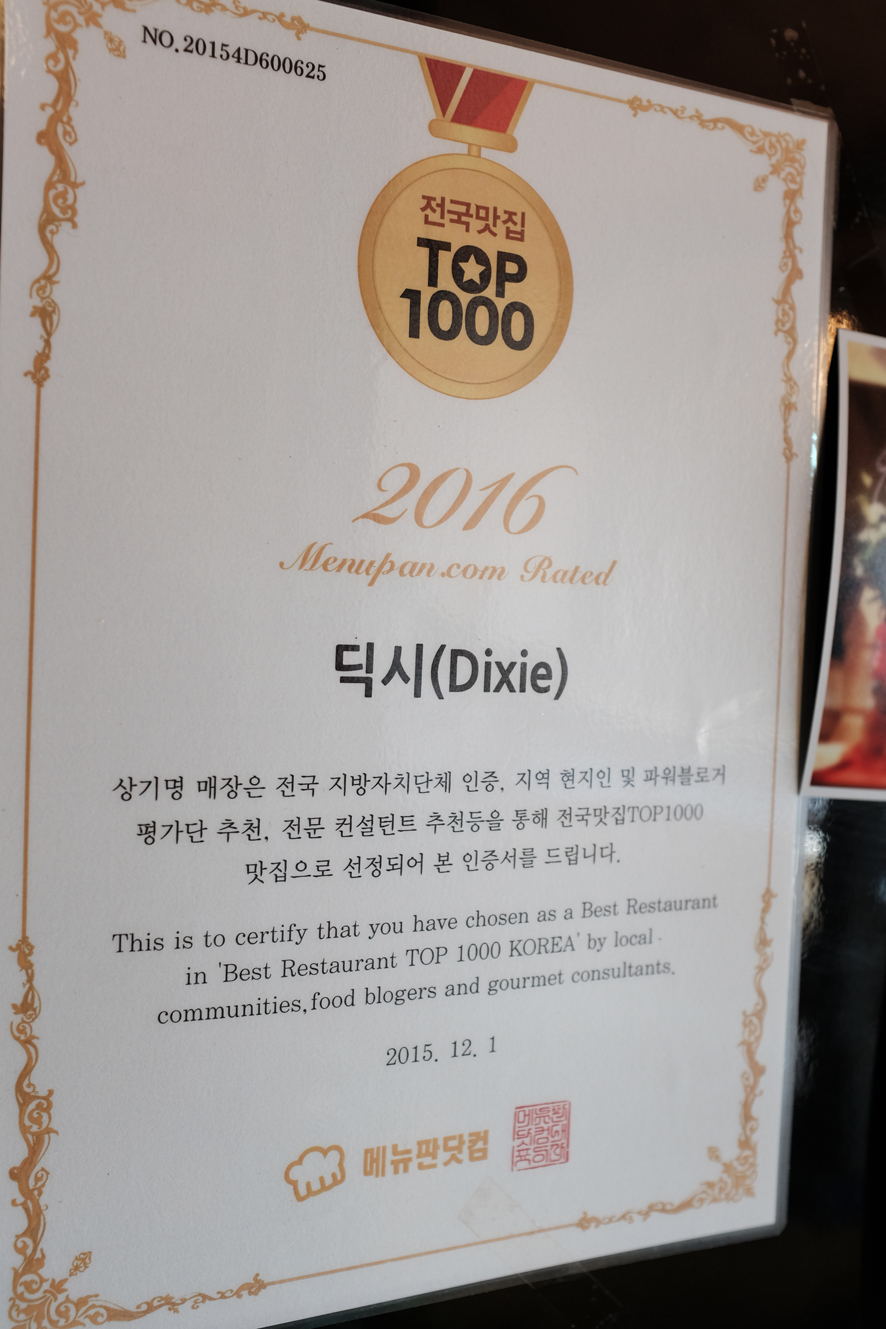 NO.20154D600625
전국맛집
TOP
1000
2016
Menupan.com Rated
딕시(Dixie)
상기명 매장은 전국 지방자치단체 인증, 지역 현지인 및 파워블로거
평가단 추천, 전문 컨설턴트 추천등을 통해 전국맛집TOP1000
맛집으로 선정되어 본 인증서를 드립니다.
This is to certify that you have chosen as a Best Restaurant
in 'Best Restaurant TOP 1000 KOREA' by local
communities,food blogers and gourmet consultants.
2015. 12. 1
메뉴판닷컴